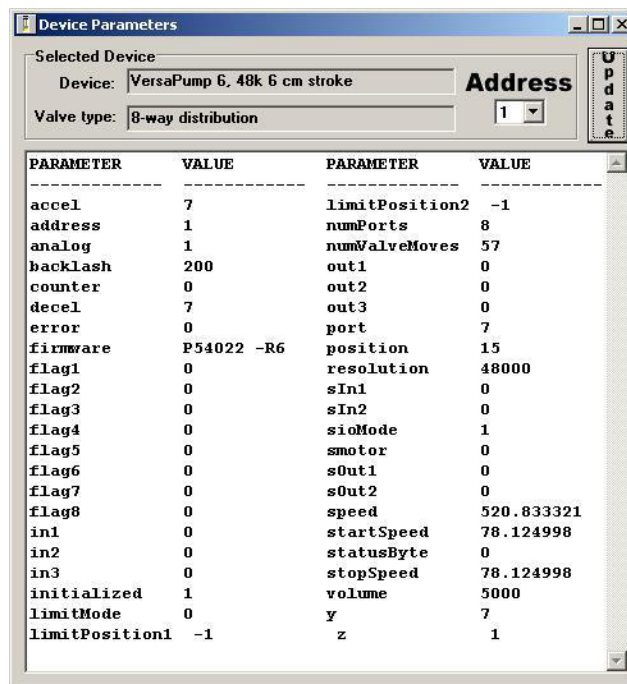 Device Parameters
Selected Device
Device: VersaPump 6, 48k 6 cm stroke
Valve type: 8-way distribution
Address
1
Update
PARAMETER VALUE PARAMETER VALUE
------------- ------------ ------------- ------------
accel 7 limitPosition2 -1
address 1 numPorts 8
analog 1 numValveMoves 57
backlash 200 out1 0
counter 0 out2 0
decel 7 out3 0
error 0 port 7
firmware P54022 -R6 position 15
flag1 0 resolution 48000
flag2 0 sIn1 0
flag3 0 sIn2 0
flag4 0 sioMode 1
flag5 0 smotor 0
flag6 0 sOut1 0
flag7 0 sOut2 0
flag8 0 speed 520.833321
in1 0 startSpeed 78.124998
in2 0 statusByte 0
in3 0 stopSpeed 78.124998
initialized 1 volume 5000
limitMode 0 y 7
limitPosition1 -1 z 1